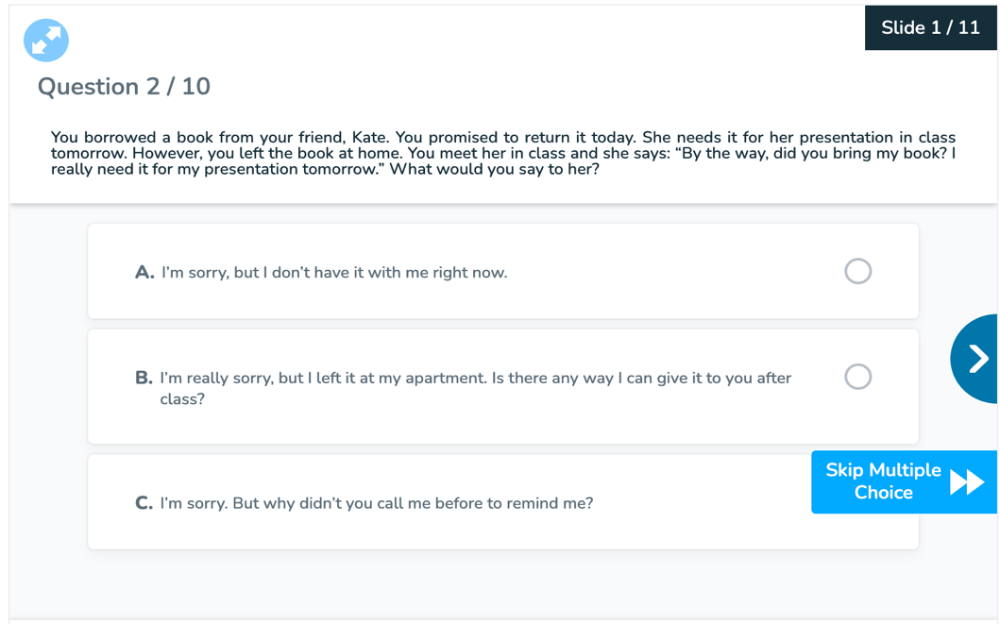 Slide 1 / 11
Question 2 / 10
You borrowed a book from your friend, Kate. You promised to return it today. She needs it for her presentation in class
tomorrow. However, you left the book at home. You meet her in class and she says: “By the way, did you bring my book? I
really need it for my presentation tomorrow.” What would you say to her?
A. I’m sorry, but I don’t have it with me right now.
B. I’m really sorry, but I left it at my apartment. Is there any way I can give it to you after
class?
Skip Multiple
Choice
C. I’m sorry. But why didn’t you call me before to remind me?